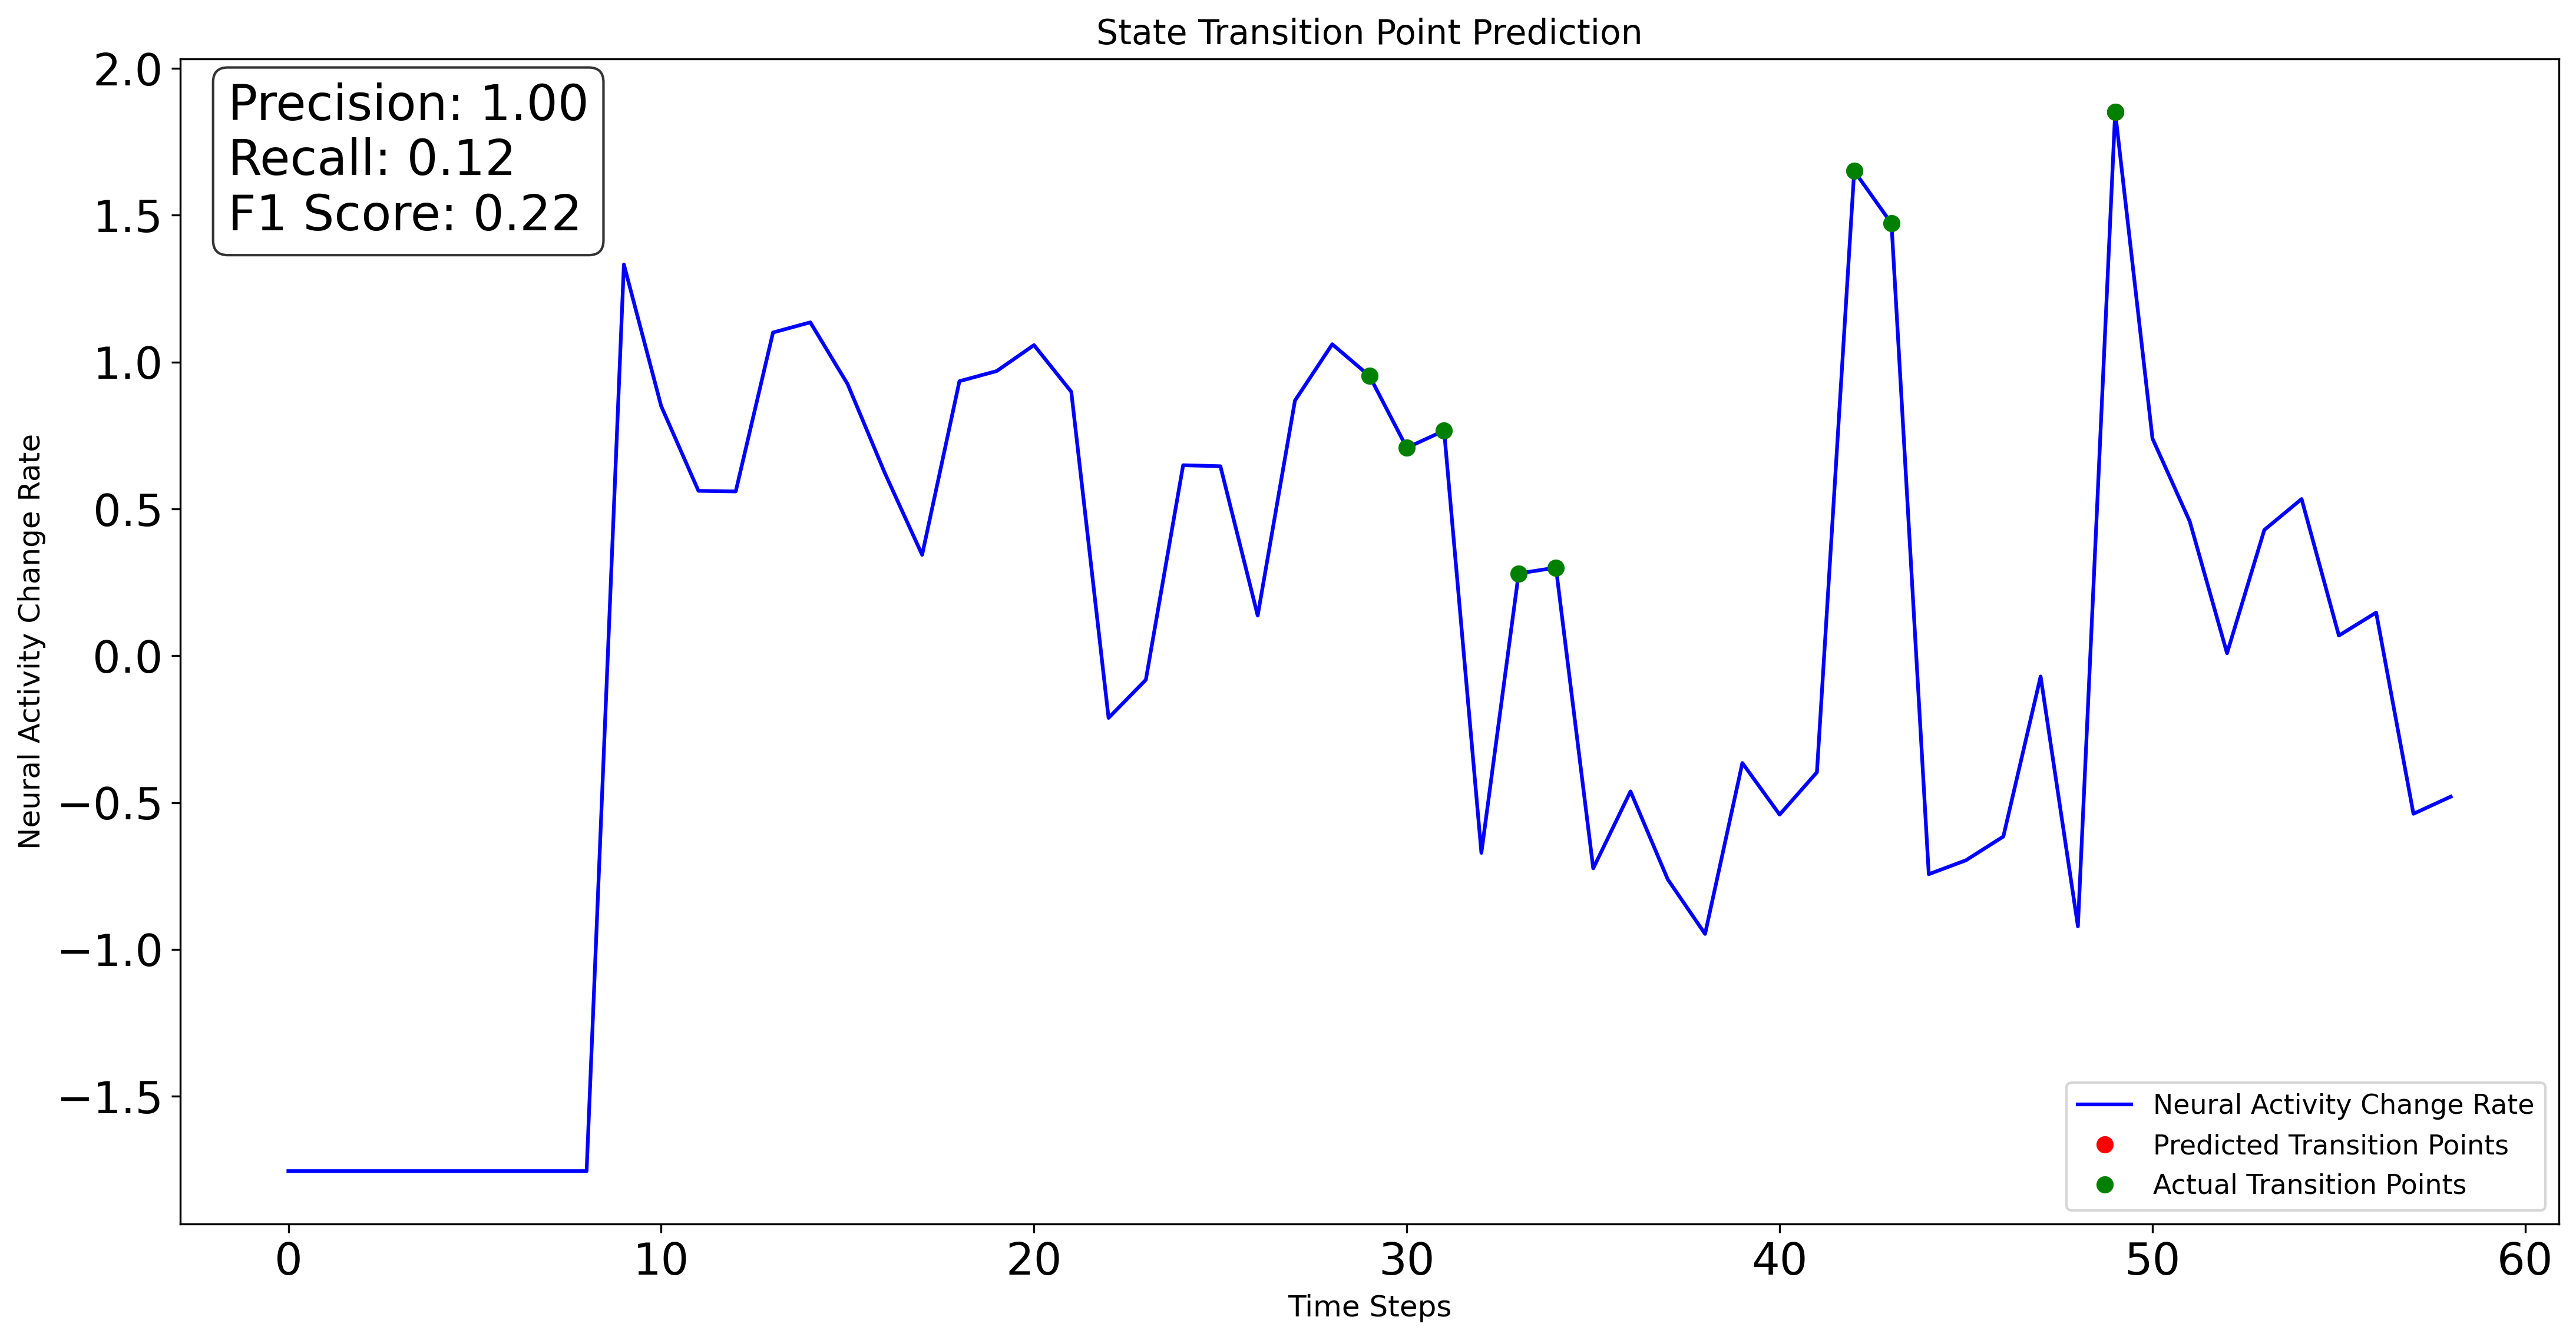 State Transition Point Prediction
Precision: 1.00
Recall: 0.12
F1 Score: 0.22
2.0
1.5
1.0
0.5
0.0
−0.5
−1.0
−1.5
Neural Activity Change Rate
Neural Activity Change Rate
Predicted Transition Points
Actual Transition Points
0 10 20 30 40 50 60
Time Steps